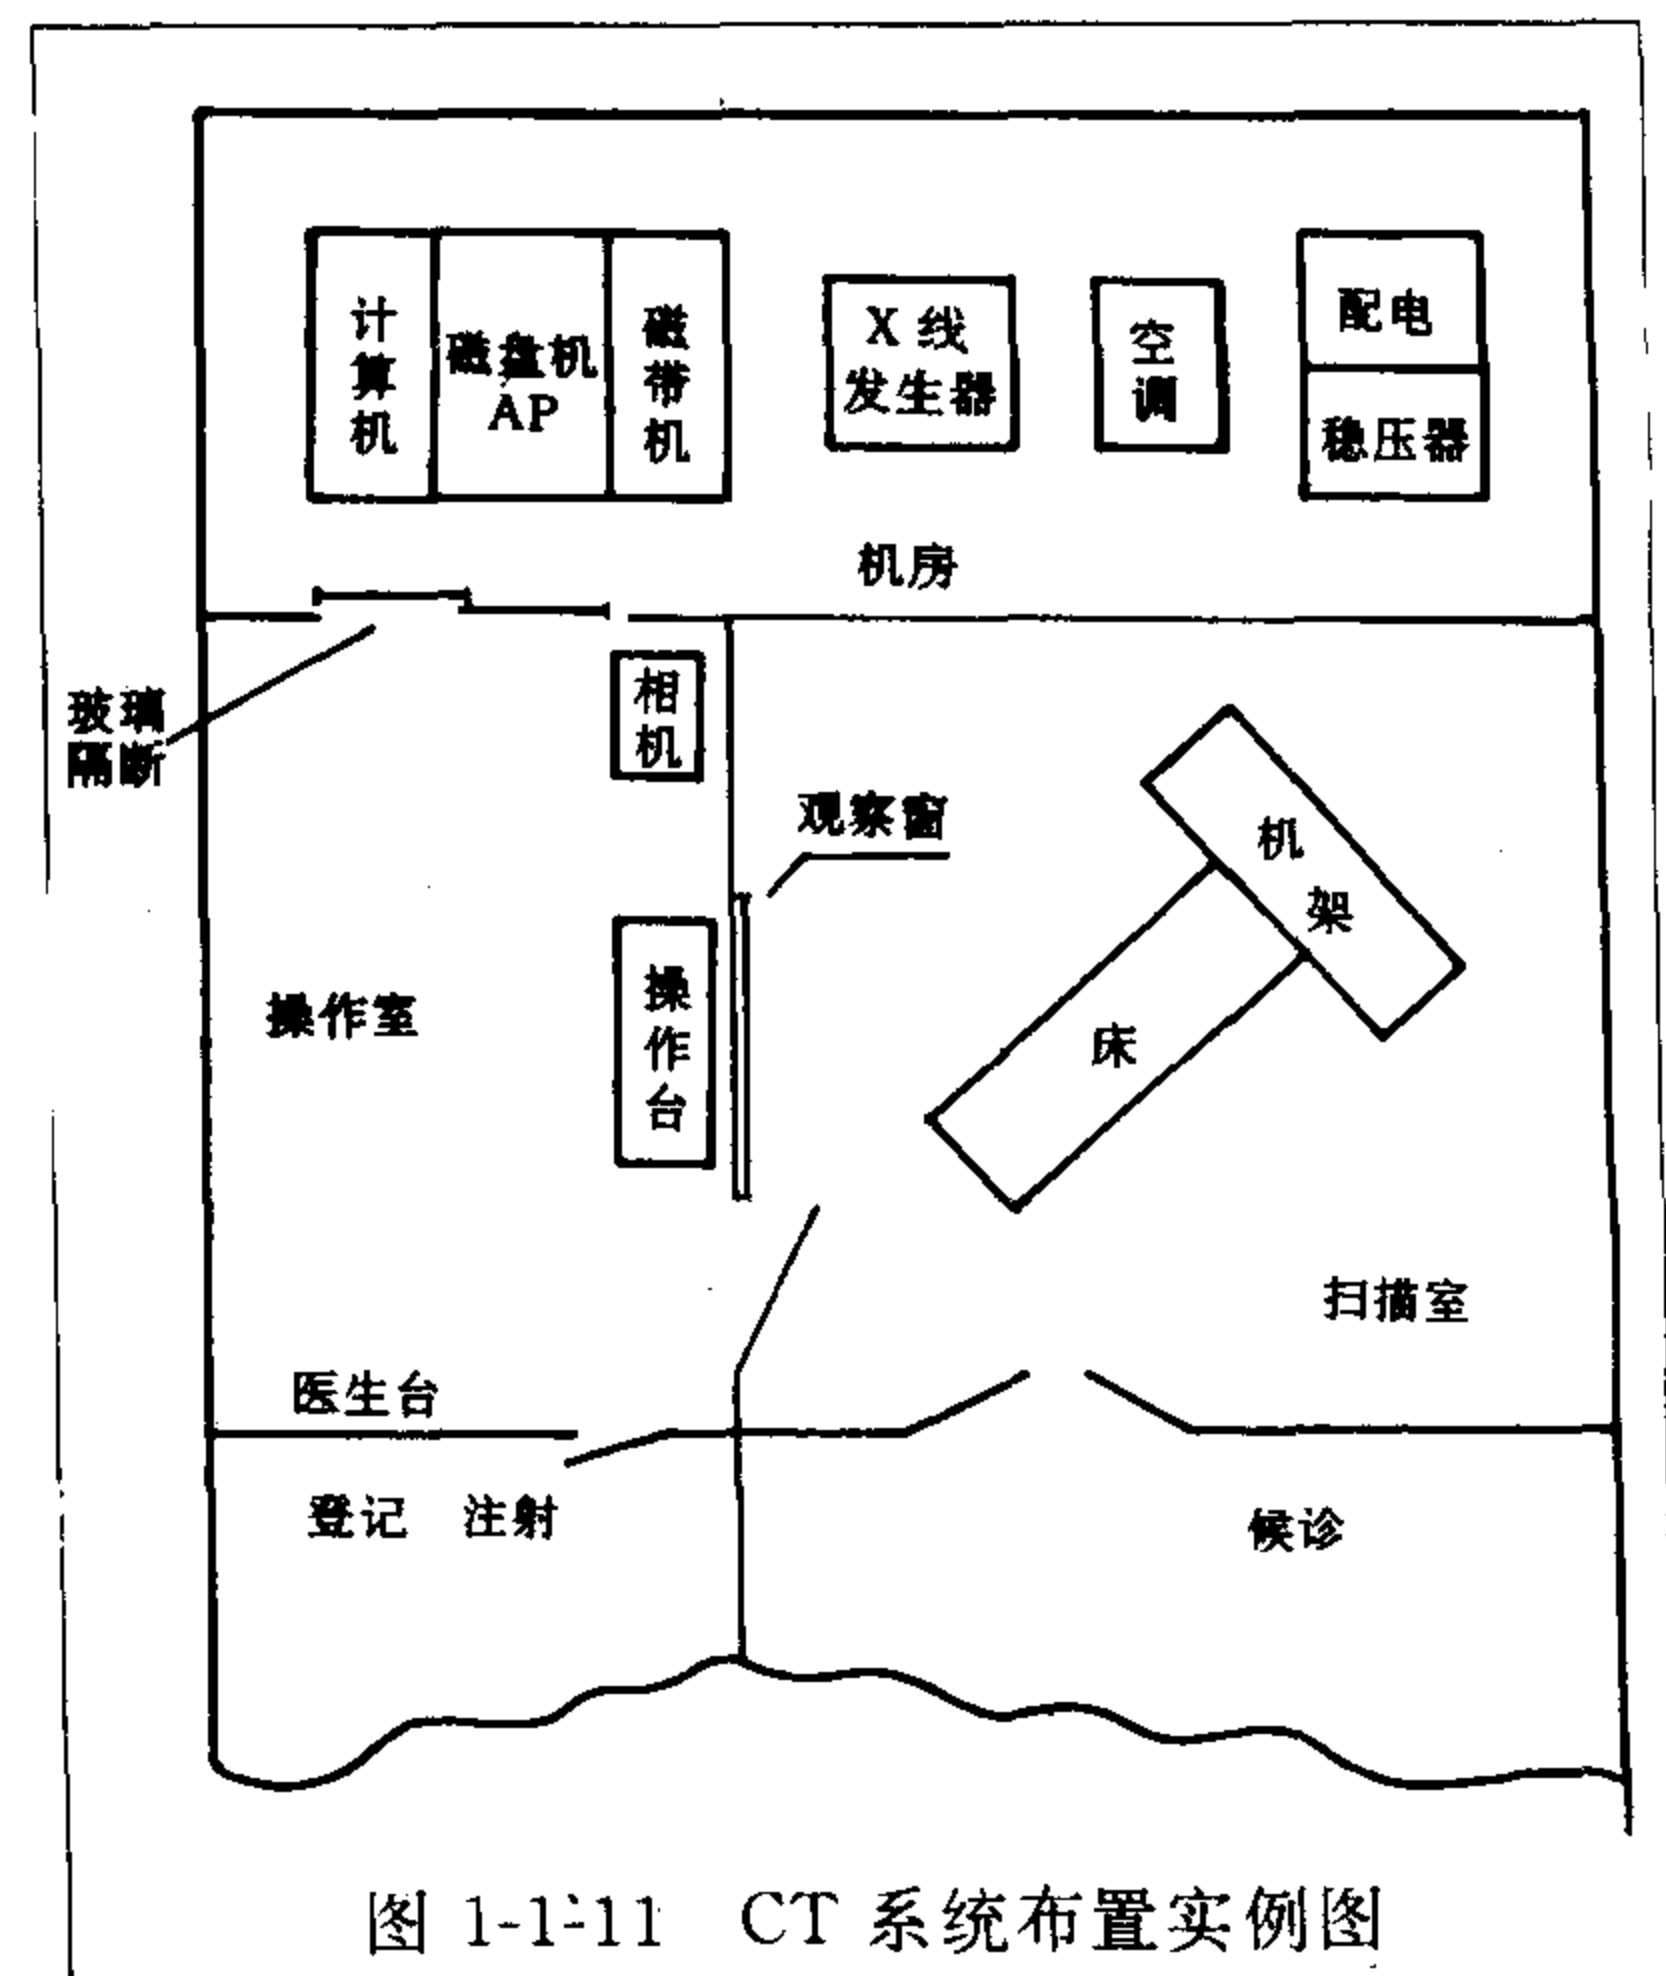 计算机
磁盘机
AP
磁带机
X 线
发生器
空调
配电
稳压器
机房
玻璃
隔断
相机
观察窗
机架
操作室
操作台
床
扫描室
医生台
登记 注射
候诊
图 1-1-11 CT 系统布置实例图